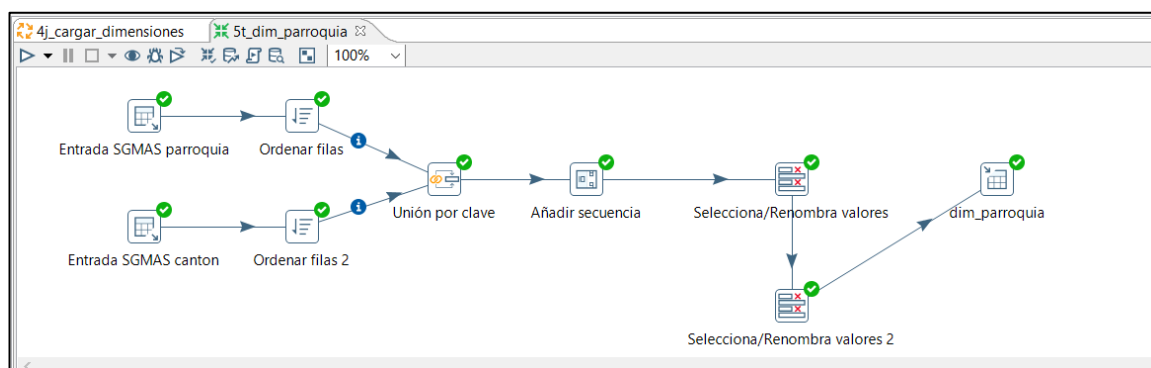 4j_cargar_dimensiones
5t_dim_parroquia
100%
Entrada SGMAS parroquia
Ordenar filas
Unión por clave
Añadir secuencia
Selecciona/Renombra valores
dim_parroquia
Entrada SGMAS canton
Ordenar filas 2
Selecciona/Renombra valores 2